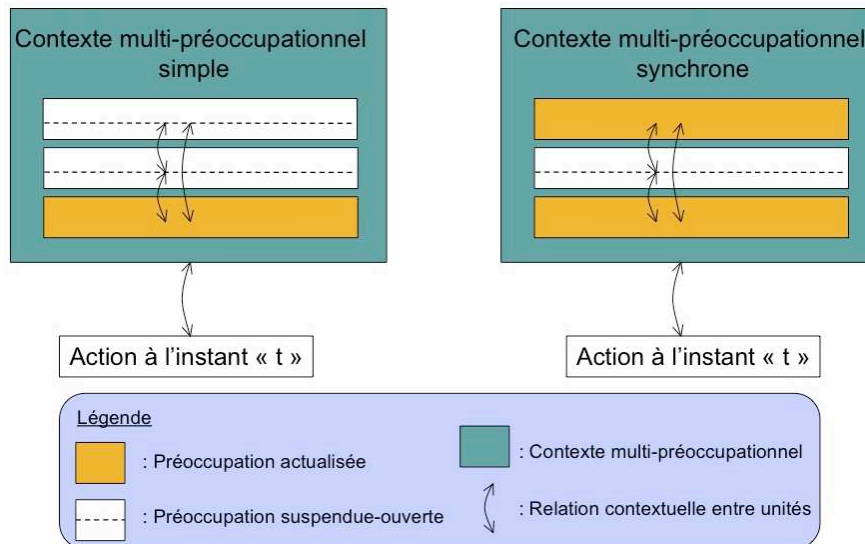 Contexte multi-préoccupationnel
simple
Contexte multi-préoccupationnel
synchrone
Action à l'instant « t »
Action à l'instant « t »
Légende
: Préoccupation actualisée
: Préoccupation suspendue-ouverte
: Contexte multi-préoccupationnel
: Relation contextuelle entre unités